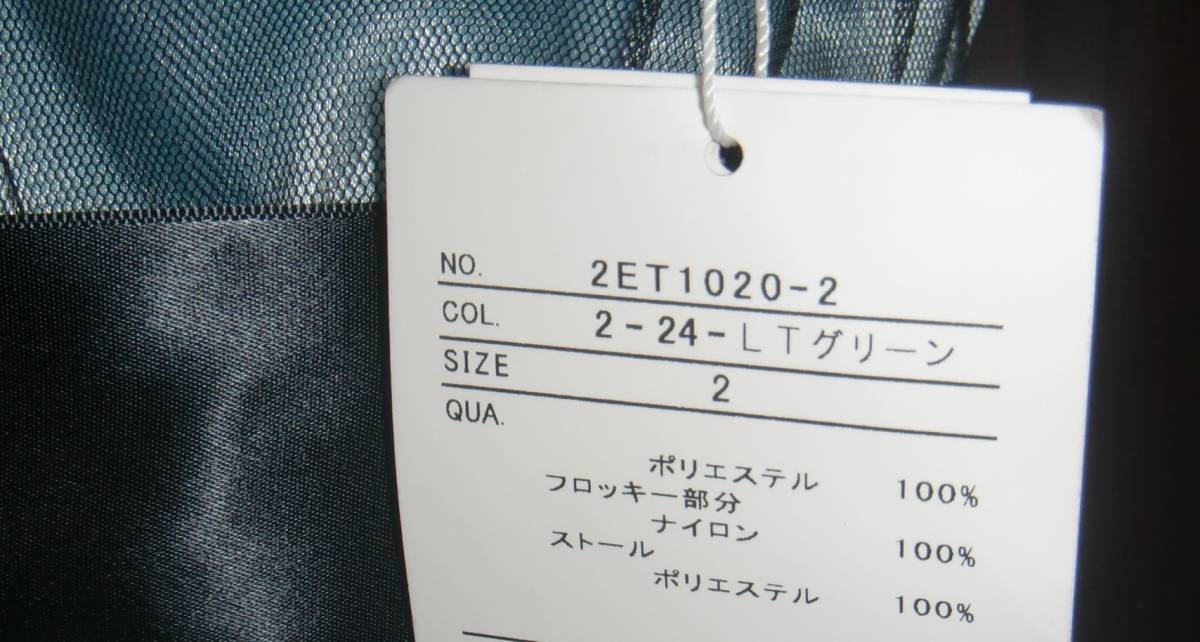 NO. 2ET1020-2
COL. 2-24-LTグリーン
SIZE 2
QUA.
ポリエステル 100%
フロッキー部分
ナイロン 100%
ストール
ポリエステル 100%